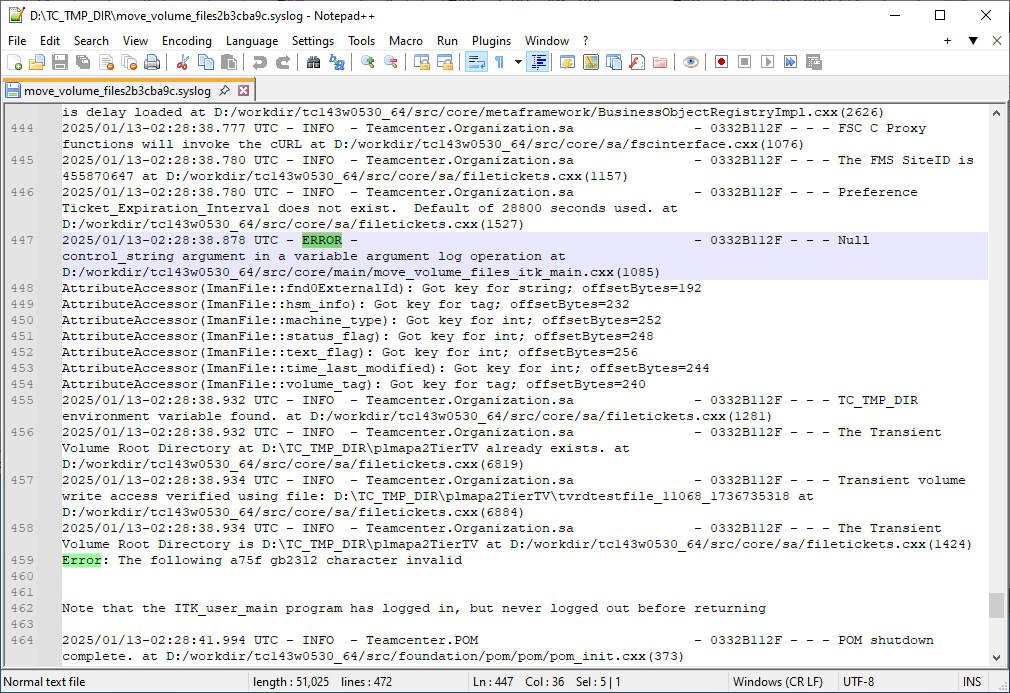 D:\TC_TMP_DIR\move_volume_files2b3cba9c.syslog - Notepad++
File Edit Search View Encoding Language Settings Tools Macro Run Plugins Window ?
move_volume_files2b3cba9c.syslog
is delay loaded at D:/workdir/tc143w0530_64/src/core/metaframework/BusinessObjectRegistryImpl.cxx(2626)
444 2025/01/13-02:28:38.777 UTC - INFO  - Teamcenter.Organization.sa - 0332B112F - - - FSC C Proxy
functions will invoke the cURL at D:/workdir/tc143w0530_64/src/core/sa/fscinterface.cxx(1076)
445 2025/01/13-02:28:38.780 UTC - INFO  - Teamcenter.Organization.sa - 0332B112F - - - The FMS SiteID is
455870647 at D:/workdir/tc143w0530_64/src/core/sa/filetickets.cxx(1157)
446 2025/01/13-02:28:38.780 UTC - INFO  - Teamcenter.Organization.sa - 0332B112F - - - Preference
Ticket_Expiration_Interval does not exist.  Default of 28800 seconds used. at
D:/workdir/tc143w0530_64/src/core/sa/filetickets.cxx(1527)
447 2025/01/13-02:28:38.878 UTC - ERROR - - 0332B112F - - - Null
control_string argument in a variable argument log operation at
D:/workdir/tc143w0530_64/src/core/main/move_volume_files_itk_main.cxx(1085)
448 AttributeAccessor(ImanFile::fnd0ExternalId): Got key for string; offsetBytes=192
449 AttributeAccessor(ImanFile::hsm_info): Got key for tag; offsetBytes=232
450 AttributeAccessor(ImanFile::machine_type): Got key for int; offsetBytes=252
451 AttributeAccessor(ImanFile::status_flag): Got key for int; offsetBytes=248
452 AttributeAccessor(ImanFile::text_flag): Got key for int; offsetBytes=256
453 AttributeAccessor(ImanFile::time_last_modified): Got key for int; offsetBytes=244
454 AttributeAccessor(ImanFile::volume_tag): Got key for tag; offsetBytes=240
455 2025/01/13-02:28:38.932 UTC - INFO  - Teamcenter.Organization.sa - 0332B112F - - - TC_TMP_DIR
environment variable found. at D:/workdir/tc143w0530_64/src/core/sa/filetickets.cxx(1281)
456 2025/01/13-02:28:38.932 UTC - INFO  - Teamcenter.Organization.sa - 0332B112F - - - The Transient
Volume Root Directory at D:\TC_TMP_DIR\plmapa2TierTV already exists. at
D:/workdir/tc143w0530_64/src/core/sa/filetickets.cxx(6819)
457 2025/01/13-02:28:38.934 UTC - INFO  - Teamcenter.Organization.sa - 0332B112F - - - Transient volume
write access verified using file: D:\TC_TMP_DIR\plmapa2TierTV\tvrdtestfile_11068_1736735318 at
D:/workdir/tc143w0530_64/src/core/sa/filetickets.cxx(6884)
458 2025/01/13-02:28:38.934 UTC - INFO  - Teamcenter.Organization.sa - 0332B112F - - - The Transient
Volume Root Directory is D:\TC_TMP_DIR\plmapa2TierTV at D:/workdir/tc143w0530_64/src/core/sa/filetickets.cxx(1424)
459 Error: The following a75f gb2312 character invalid
460
461
462 Note that the ITK_user_main program has logged in, but never logged out before returning
463
464 2025/01/13-02:28:41.994 UTC - INFO  - Teamcenter.POM - 0332B112F - - - POM shutdown
complete. at D:/workdir/tc143w0530_64/src/foundation/pom/pom/pom_init.cxx(373)
Normal text file length : 51,025 lines : 472 Ln : 447 Col : 36 Sel : 5 | 1 Windows (CR LF) UTF-8 INS